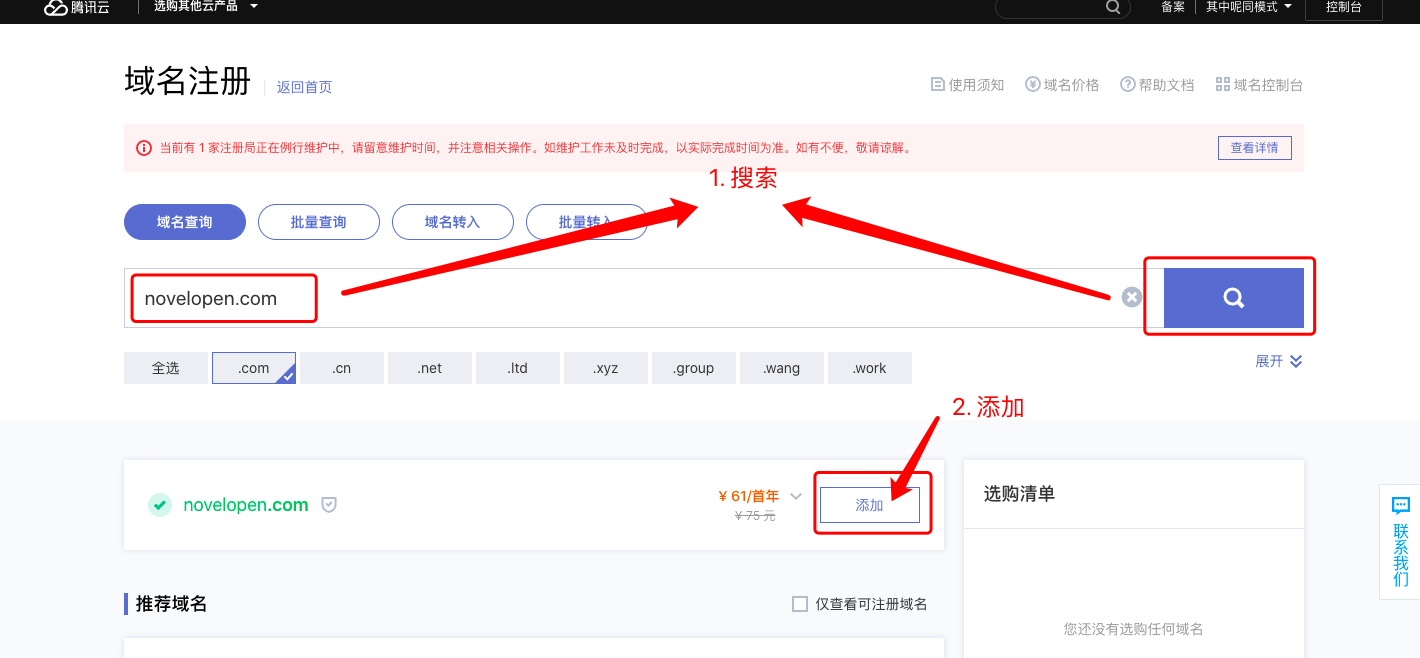 腾讯云 选购其他云产品 备案 其中呢同模式 控制台
域名注册 返回首页 使用须知 域名价格 帮助文档 域名控制台
当前有 1 家注册局正在例行维护中，请留意维护时间，并注意相关操作。如维护工作未及时完成，以实际完成时间为准。如有不便，敬请谅解。 查看详情
1. 搜索
域名查询 批量查询 域名转入 批量转入
novelopen.com
全选 .com .cn .net .ltd .xyz .group .wang .work 展开
2. 添加
novelopen.com ¥ 61/首年 添加
¥ 75 元
选购清单
推荐域名 仅查看可注册域名
您还没有选购任何域名
联系我们